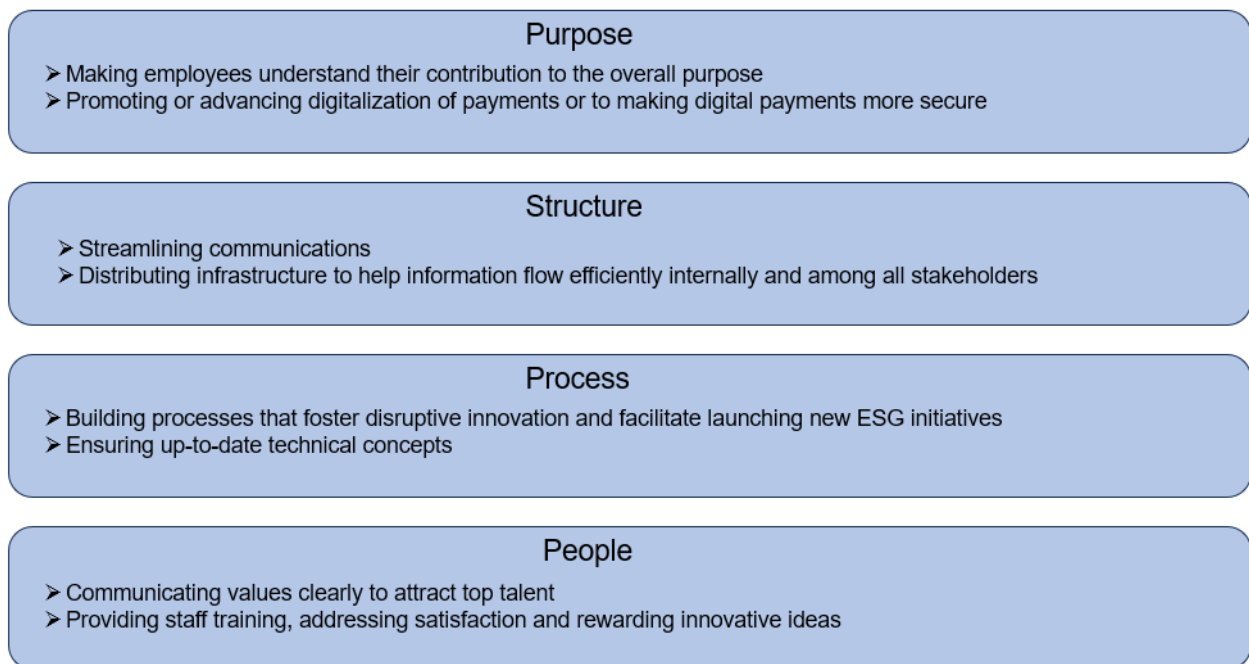 Purpose
➤ Making employees understand their contribution to the overall purpose
➤ Promoting or advancing digitalization of payments or to making digital payments more secure
Structure
➤ Streamlining communications
➤ Distributing infrastructure to help information flow efficiently internally and among all stakeholders
Process
➤ Building processes that foster disruptive innovation and facilitate launching new ESG initiatives
➤ Ensuring up-to-date technical concepts
People
➤ Communicating values clearly to attract top talent
➤ Providing staff training, addressing satisfaction and rewarding innovative ideas